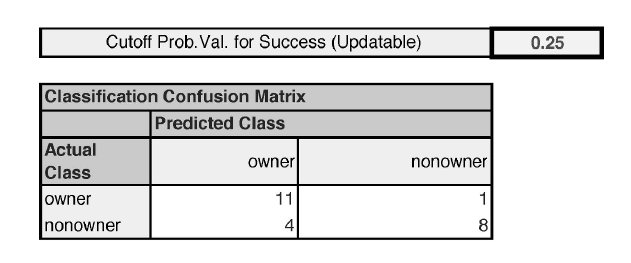 Cutoff Prob.Val. for Success (Updatable) 0.25
Classification Confusion Matrix
Predicted Class
Actual Class owner nonowner
owner 11 1
nonowner 4 8